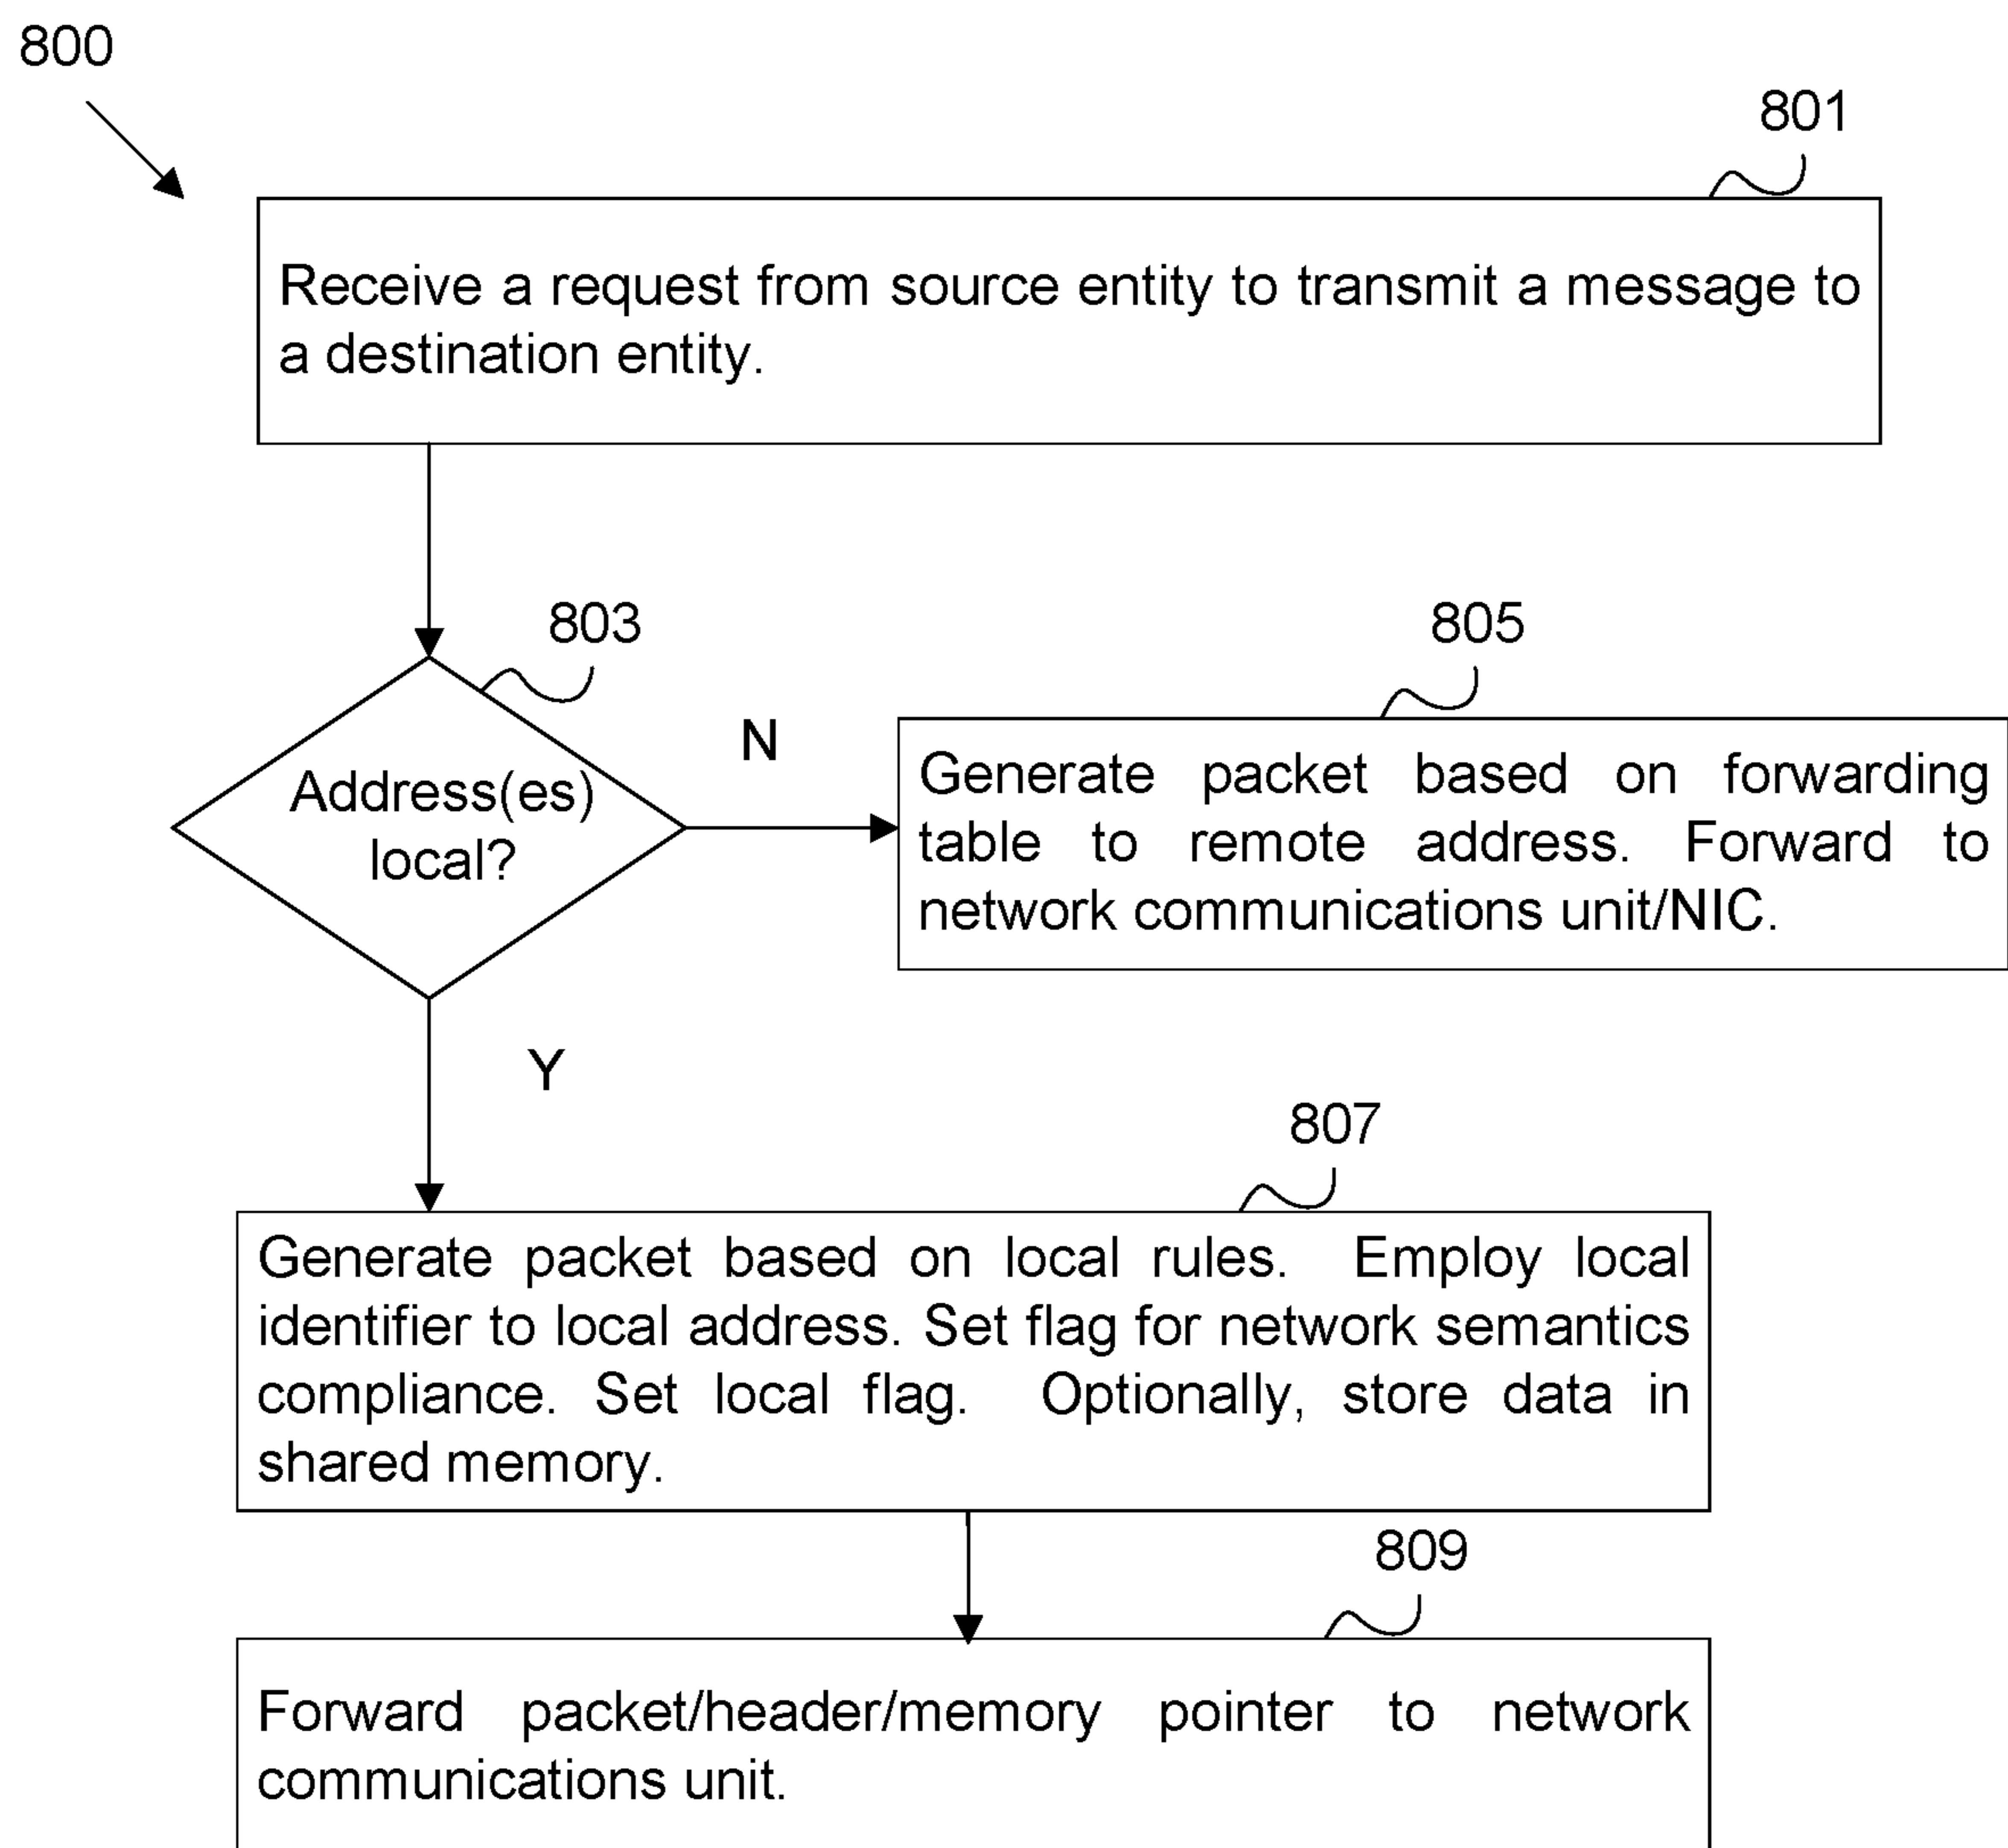 800
801
Receive a request from source entity to transmit a message to
a destination entity.
803
805
N
Address(es)
local?
Generate packet based on forwarding
table to remote address. Forward to
network communications unit/NIC.
Y
807
Generate packet based on local rules. Employ local
identifier to local address. Set flag for network semantics
compliance. Set local flag. Optionally, store data in
shared memory.
809
Forward packet/header/memory pointer to network
communications unit.